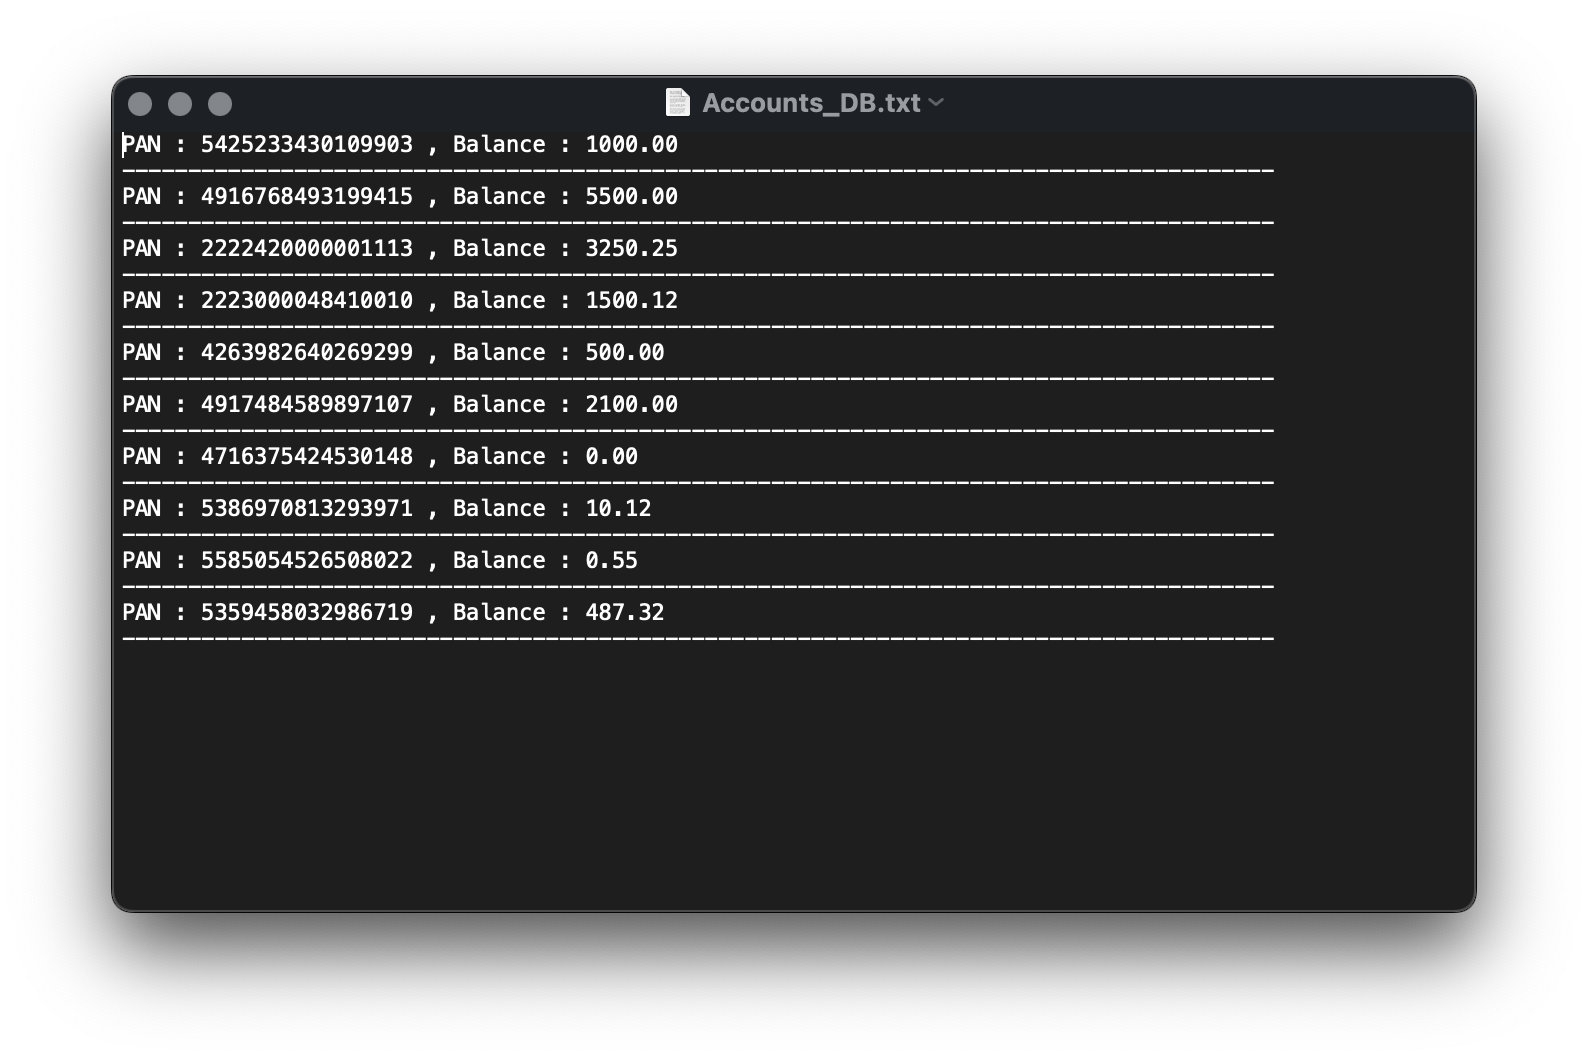 Accounts_DB.txt
PAN : 5425233430109903 , Balance : 1000.00
---------------------------------------------------------------------------------------
PAN : 4916768493199415 , Balance : 5500.00
---------------------------------------------------------------------------------------
PAN : 2222420000001113 , Balance : 3250.25
---------------------------------------------------------------------------------------
PAN : 2223000048410010 , Balance : 1500.12
---------------------------------------------------------------------------------------
PAN : 4263982640269299 , Balance : 500.00
---------------------------------------------------------------------------------------
PAN : 4917484589897107 , Balance : 2100.00
---------------------------------------------------------------------------------------
PAN : 4716375424530148 , Balance : 0.00
---------------------------------------------------------------------------------------
PAN : 5386970813293971 , Balance : 10.12
---------------------------------------------------------------------------------------
PAN : 5585054526508022 , Balance : 0.55
---------------------------------------------------------------------------------------
PAN : 5359458032986719 , Balance : 487.32
---------------------------------------------------------------------------------------